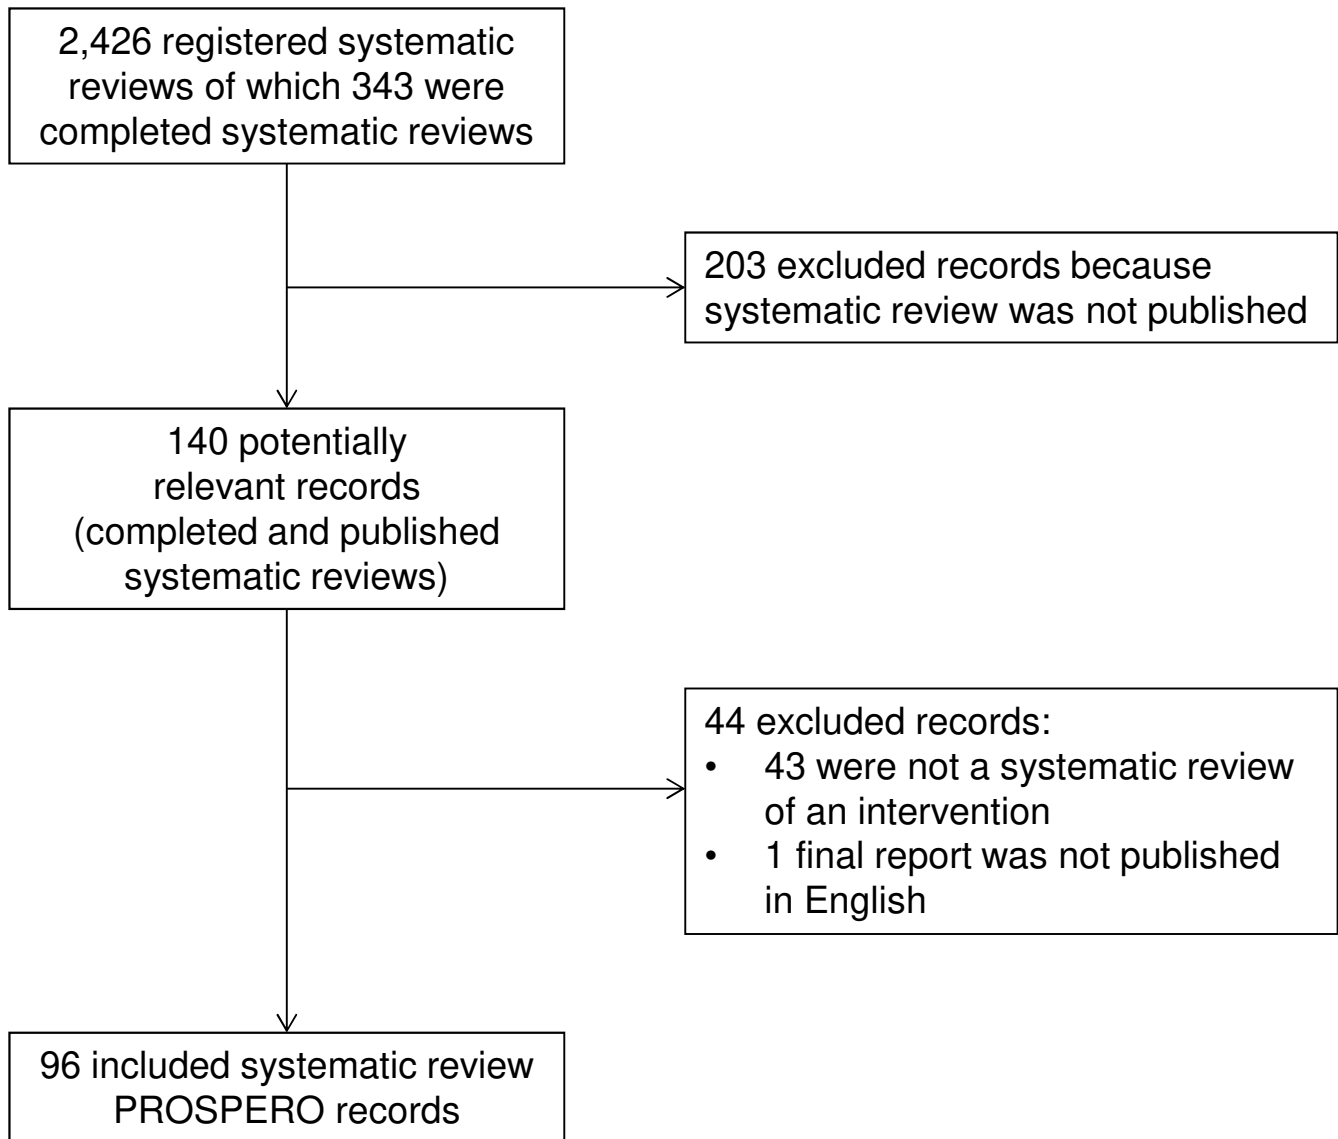 2,426 registered systematic
reviews of which 343 were
completed systematic reviews
203 excluded records because
systematic review was not published
140 potentially
relevant records
(completed and published
systematic reviews)
44 excluded records:
• 43 were not a systematic review
of an intervention
• 1 final report was not published
in English
96 included systematic review
PROSPERO records